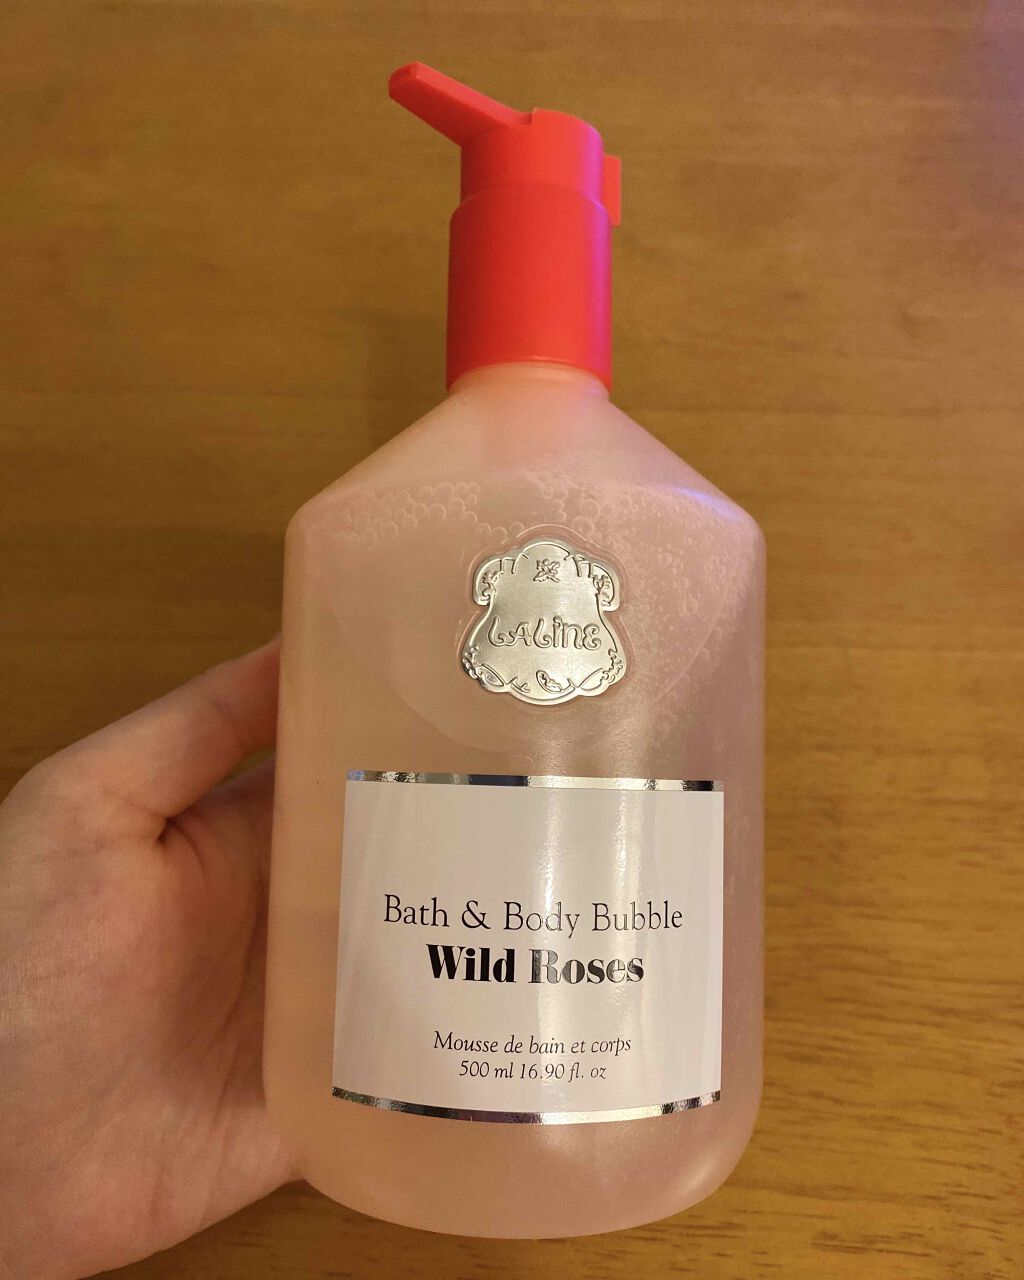 LALINE
Bath & Body Bubble
Wild Roses
Mousse de bain et corps
500 ml 16.90 fl. oz